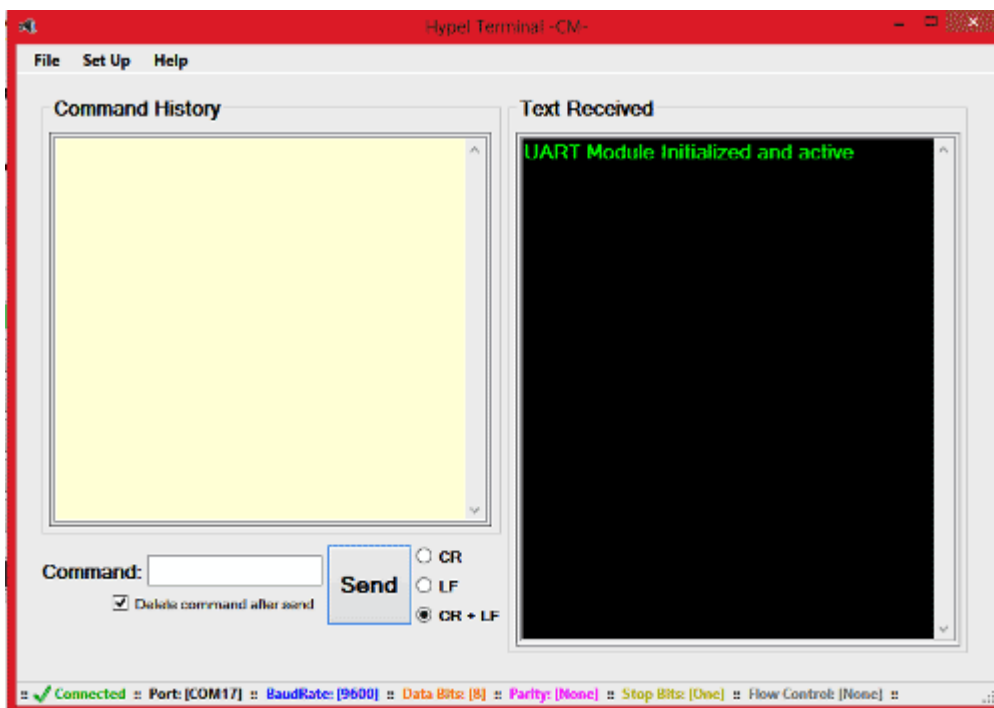 Hypel Terminal -CM-
File Set Up Help
Command History
Text Received
UART Module Initialized and active
Command:
Send
CR
LF
CR + LF
Delete command after send
:: Connected :: Port: [COM17] :: BaudRate: [9600] :: Data Bits: [8] :: Parity: [None] :: Stop Bits: [One] :: Flow Control: [None] ::